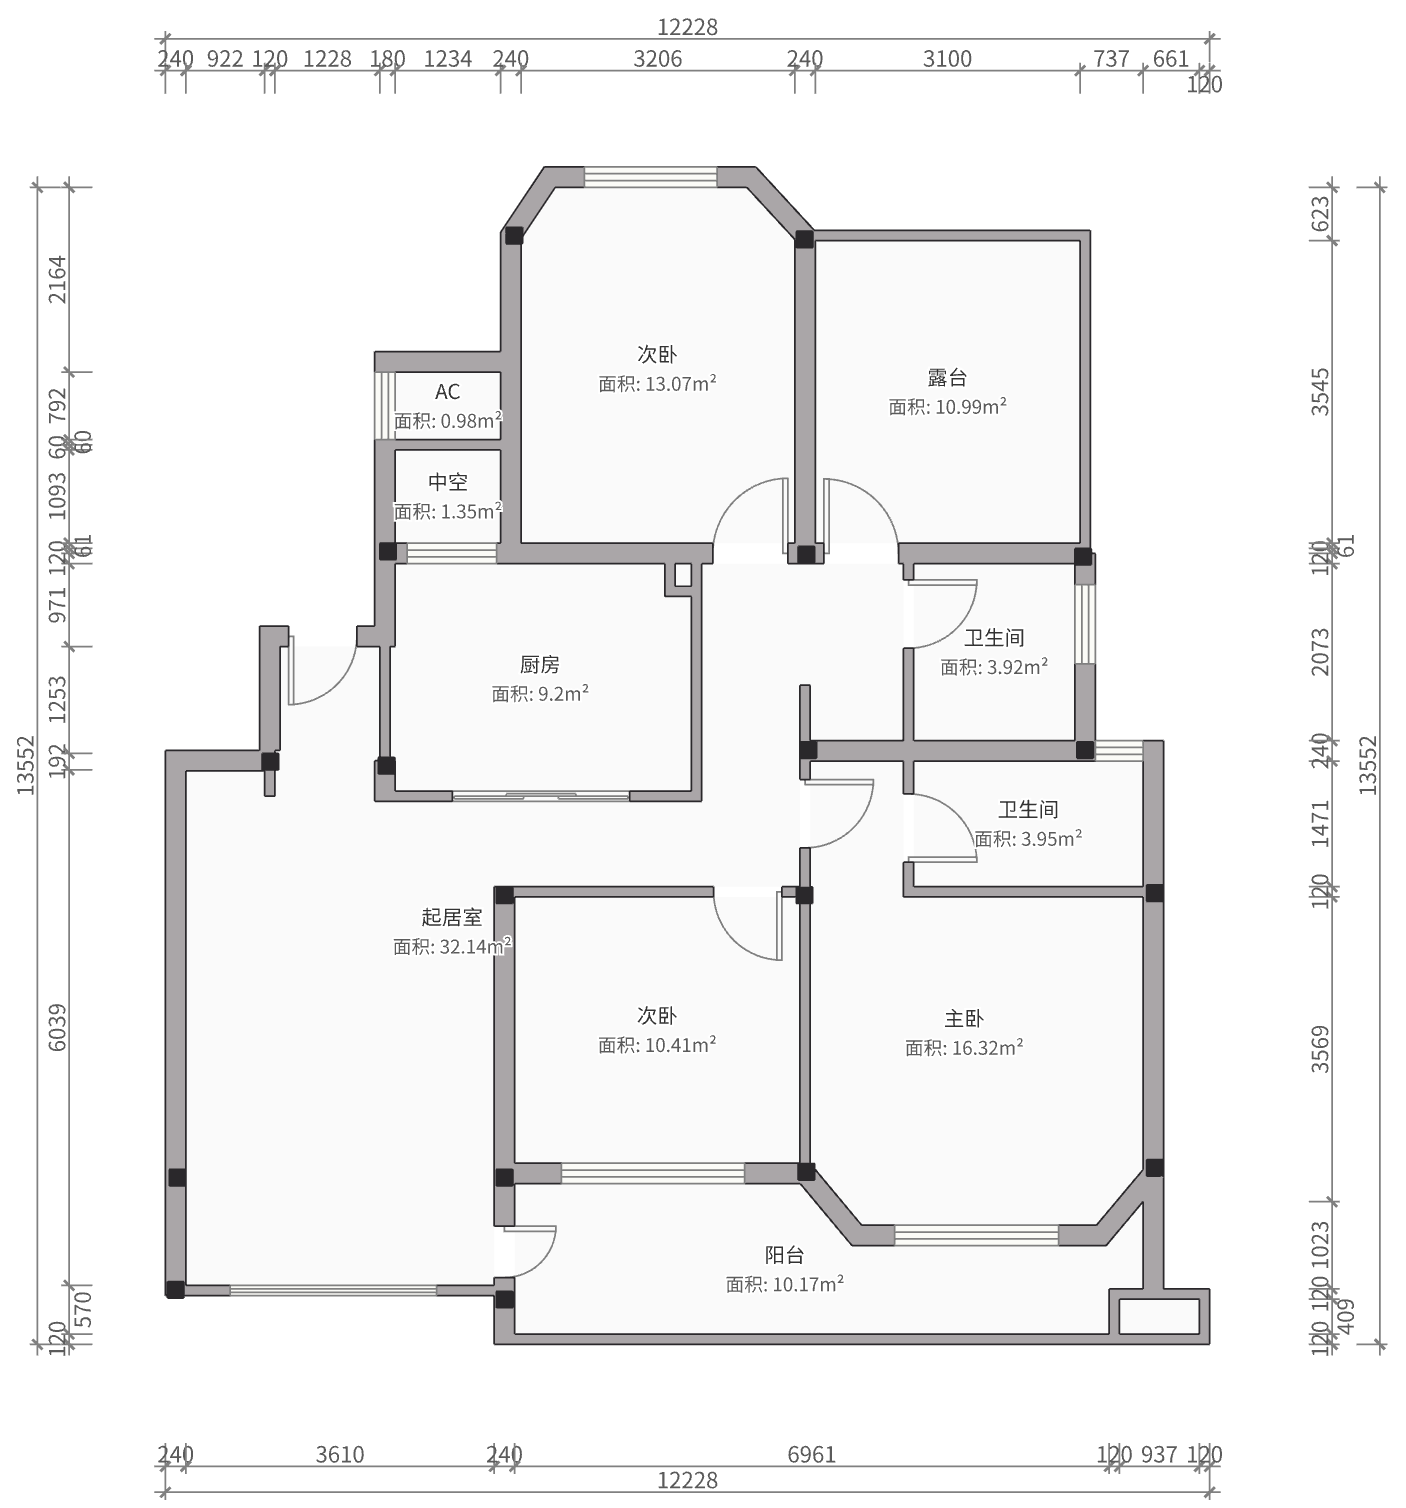 12228
240 922 120 1228 180 1234 240 3206 240 3100 737 661
120
623
2164
次卧
面积: 13.07m²
露台
面积: 10.99m²
3545
AC
面积: 0.98m²
792
60
60
中空
面积: 1.35m²
1093
61
120
120
61
120
971
厨房
面积: 9.2m²
卫生间
面积: 3.92m²
2073
1253
192
13552
13552
240
卫生间
面积: 3.95m²
1471
120
起居室
面积: 32.14m²
次卧
面积: 10.41m²
主卧
面积: 16.32m²
6039
3569
阳台
面积: 10.17m²
1023
120
570
409
120
120
240 3610 240 6961 120 937 120
12228